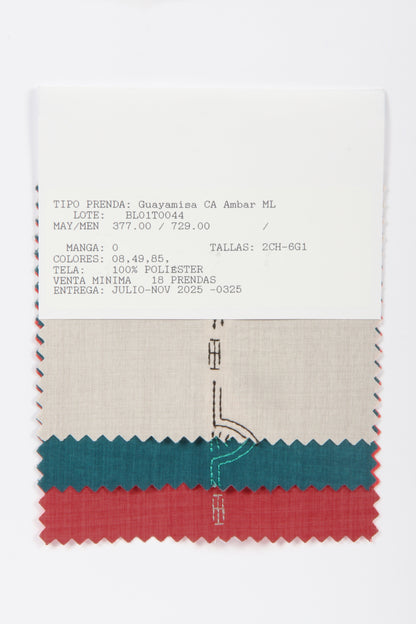 TIPO PRENDA: Guayamisa CA Ambar ML
LOTE: BL01T0044
MAY/MEN 377.00 / 729.00 /
MANGA: 0 TALLAS: 2CH-6G1
COLORES: 08,49,85,
TELA: 100% POLIESTER
VENTA MINIMA 18 PRENDAS
ENTREGA: JULIO-NOV 2025 -0325